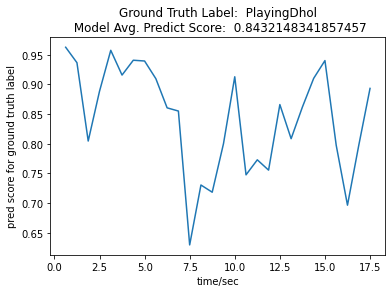 Ground Truth Label:  PlayingDhol
Model Avg. Predict Score:  0.8432148341857457
pred score for ground truth label
0.95
0.90
0.85
0.80
0.75
0.70
0.65
0.0 2.5 5.0 7.5 10.0 12.5 15.0 17.5
time/sec